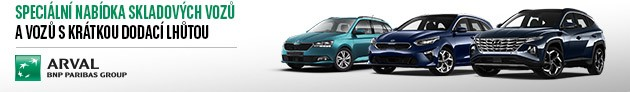 SPECIÁLNÍ NABÍDKA SKLADOVÝCH VOZŮ
A VOZŮ S KRÁTKOU DODACÍ LHŮTOU
ARVAL
BNP PARIBAS GROUP